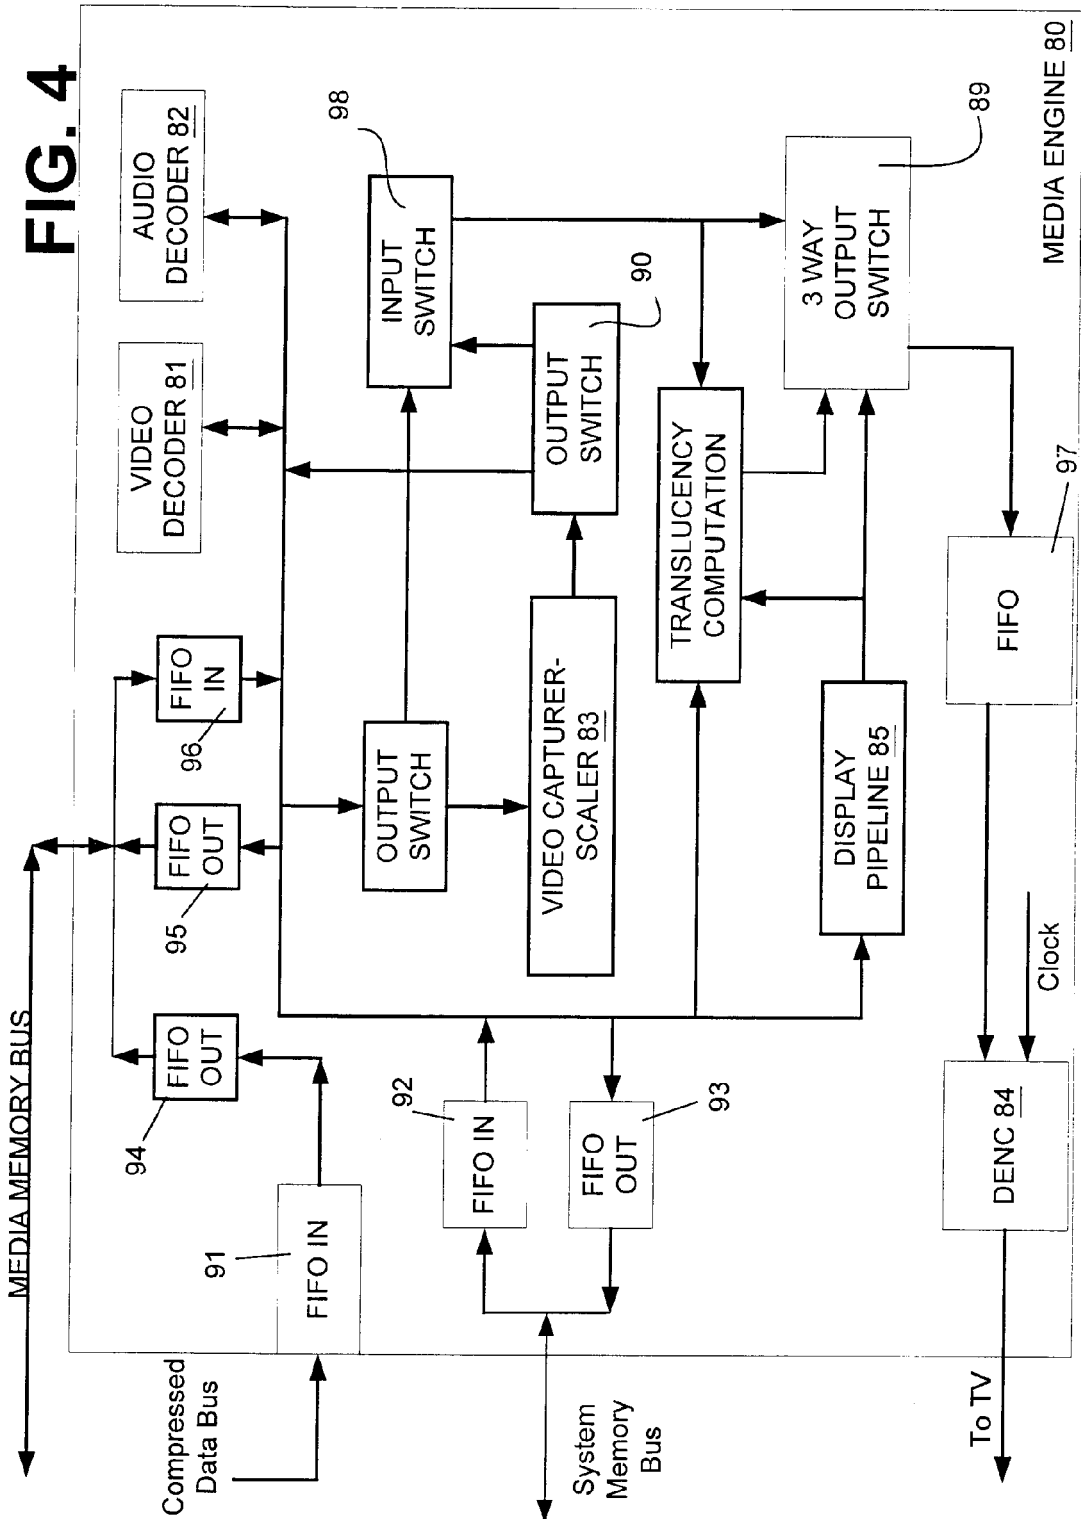 FIG. 4
MEDIA MEMORY BUS
AUDIO
DECODER 82
VIDEO
DECODER 81
FIFO
IN
96
FIFO
OUT
95
FIFO
OUT
94
FIFO IN
91
Compressed
Data Bus
INPUT
SWITCH
98
OUTPUT
SWITCH
90
OUTPUT
SWITCH
VIDEO CAPTURER-
SCALER 83
FIFO IN
92
FIFO
OUT
93
System
Memory
Bus
TRANSLUCENCY
COMPUTATION
3 WAY
OUTPUT
SWITCH
89
DISPLAY
PIPELINE 85
FIFO
97
Clock
DENC 84
To TV
MEDIA ENGINE 80